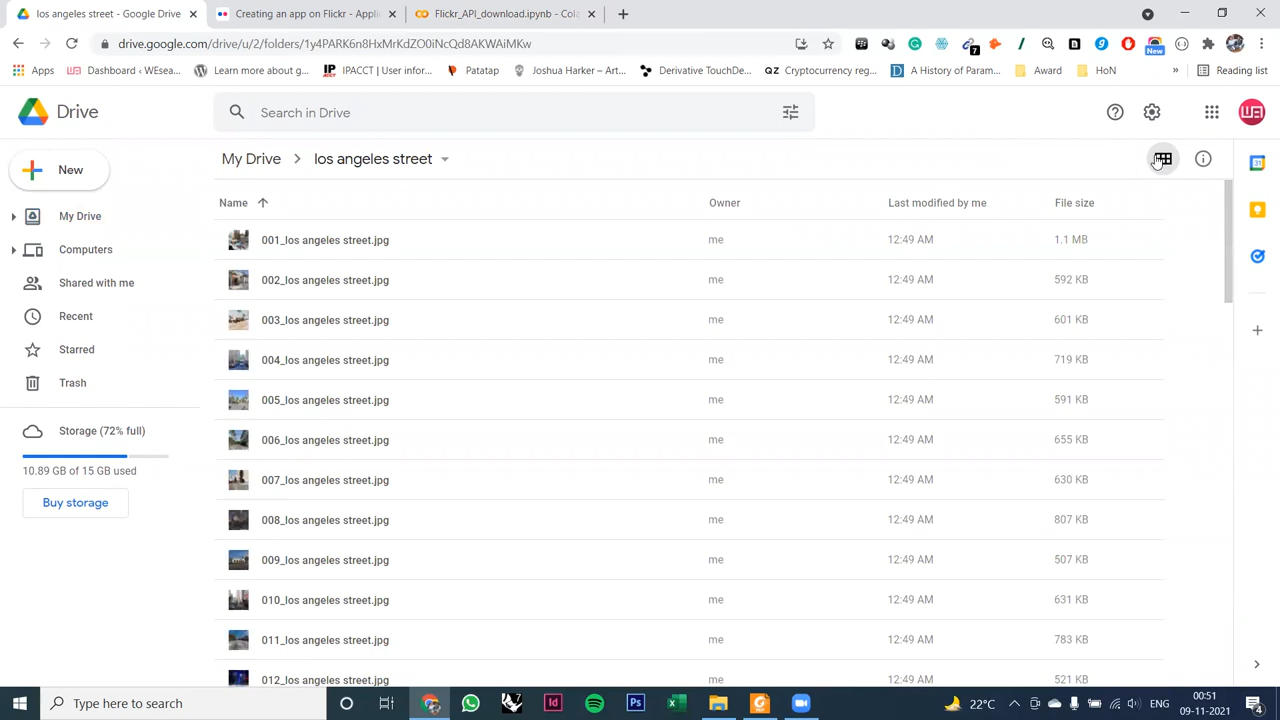 los angeles street - Google Drive
Creating an app on Flickr - Applic
Flickr_API_download.ipynb - Cola
drive.google.com/drive/u/2/folders/1y4PARK6n8HxMrKdZO0iNcQsI8/OVAWjsMKw
Apps
Dashboard ‹ WEsea...
Learn more about g...
IPACCT | User infor...
Patatap
Joshua Harker – Art...
Derivative TouchDe...
QZ Cryptocurrency reg...
A History of Param...
Award
HoN
»
Reading list
Drive
Search in Drive
New
My Drive
Computers
Shared with me
Recent
Starred
Trash
Storage (72% full)
10.89 GB of 15 GB used
Buy storage
My Drive > los angeles street
Name Owner Last modified by me File size
001_los angeles street.jpg me 12:49 AM 1.1 MB
002_los angeles street.jpg me 12:49 AM 592 KB
003_los angeles street.jpg me 12:49 AM 601 KB
004_los angeles street.jpg me 12:49 AM 719 KB
005_los angeles street.jpg me 12:49 AM 591 KB
006_los angeles street.jpg me 12:49 AM 655 KB
007_los angeles street.jpg me 12:49 AM 630 KB
008_los angeles street.jpg me 12:49 AM 807 KB
009_los angeles street.jpg me 12:49 AM 507 KB
010_los angeles street.jpg me 12:49 AM 631 KB
011_los angeles street.jpg me 12:49 AM 783 KB
012_los angeles street.jpg me 12:49 AM 521 KB
Type here to search
22°C
ENG
00:51
09-11-2021